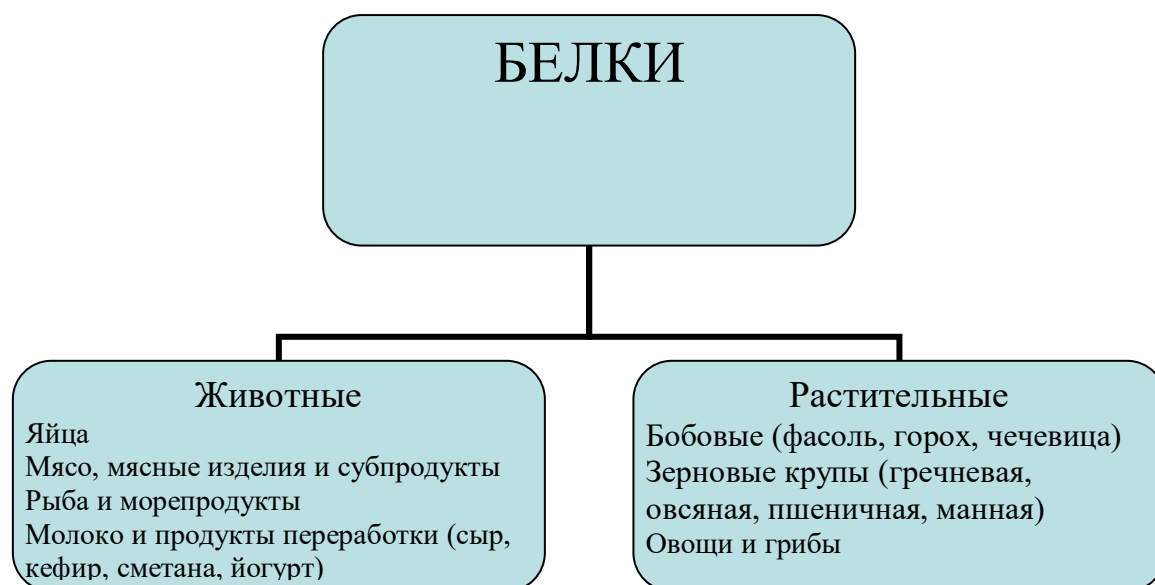 БЕЛКИ
Животные
Яйца
Мясо, мясные изделия и субпродукты
Рыба и морепродукты
Молоко и продукты переработки (сыр,
кефир, сметана, йогурт)
Растительные
Бобовые (фасоль, горох, чечевица)
Зерновые крупы (гречневая,
овсяная, пшеничная, манная)
Овощи и грибы